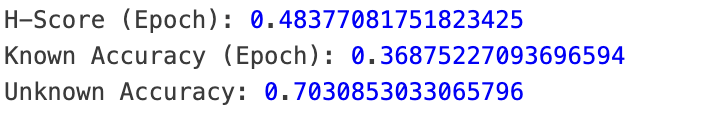 H-Score (Epoch): 0.48377081751823425
Known Accuracy (Epoch): 0.36875227093696594
Unknown Accuracy: 0.7030853033065796